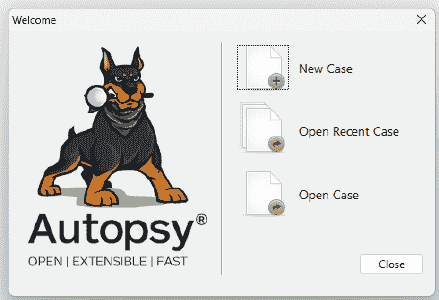 Welcome
New Case
Open Recent Case
Open Case
Autopsy®
OPEN | EXTENSIBLE | FAST
Close